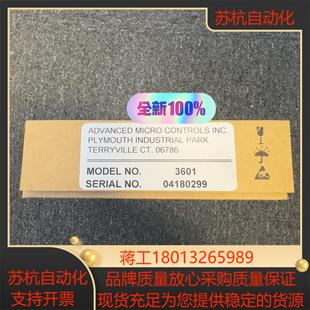 苏杭自动化
全新100%
ADVANCED MICRO CONTROLS INC.
PLYMOUTH INDUSTRIAL PARK
TERRYVILLE CT. 06786
MODEL NO. 3601
SERIAL NO. 04180299
蒋工18013265989
苏杭自动化
支持开票
品牌质量放心采购质量保证
现货充足为您提供稳定的货源